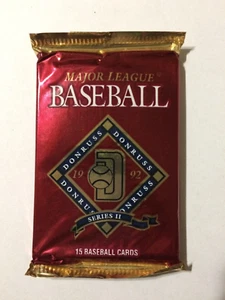 MAJOR LEAGUE
BASEBALL
DONRUSS DONRUSS
19 92
D
DONRUSS DONRUSS
SERIES II
15 BASEBALL CARDS